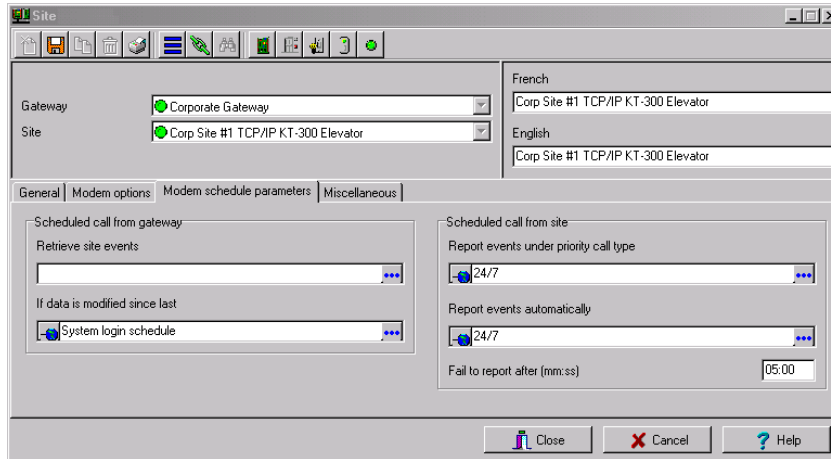 Site
French
Gateway
Corporate Gateway
Corp Site #1 TCP/IP KT-300 Elevator
Site
Corp Site #1 TCP/IP KT-300 Elevator
English
Corp Site #1 TCP/IP KT-300 Elevator
General
Modem options
Modem schedule parameters
Miscellaneous
Scheduled call from gateway
Retrieve site events
If data is modified since last
System login schedule
Scheduled call from site
Report events under priority call type
24/7
Report events automatically
24/7
Fail to report after (mm:ss)
05:00
Close
Cancel
Help